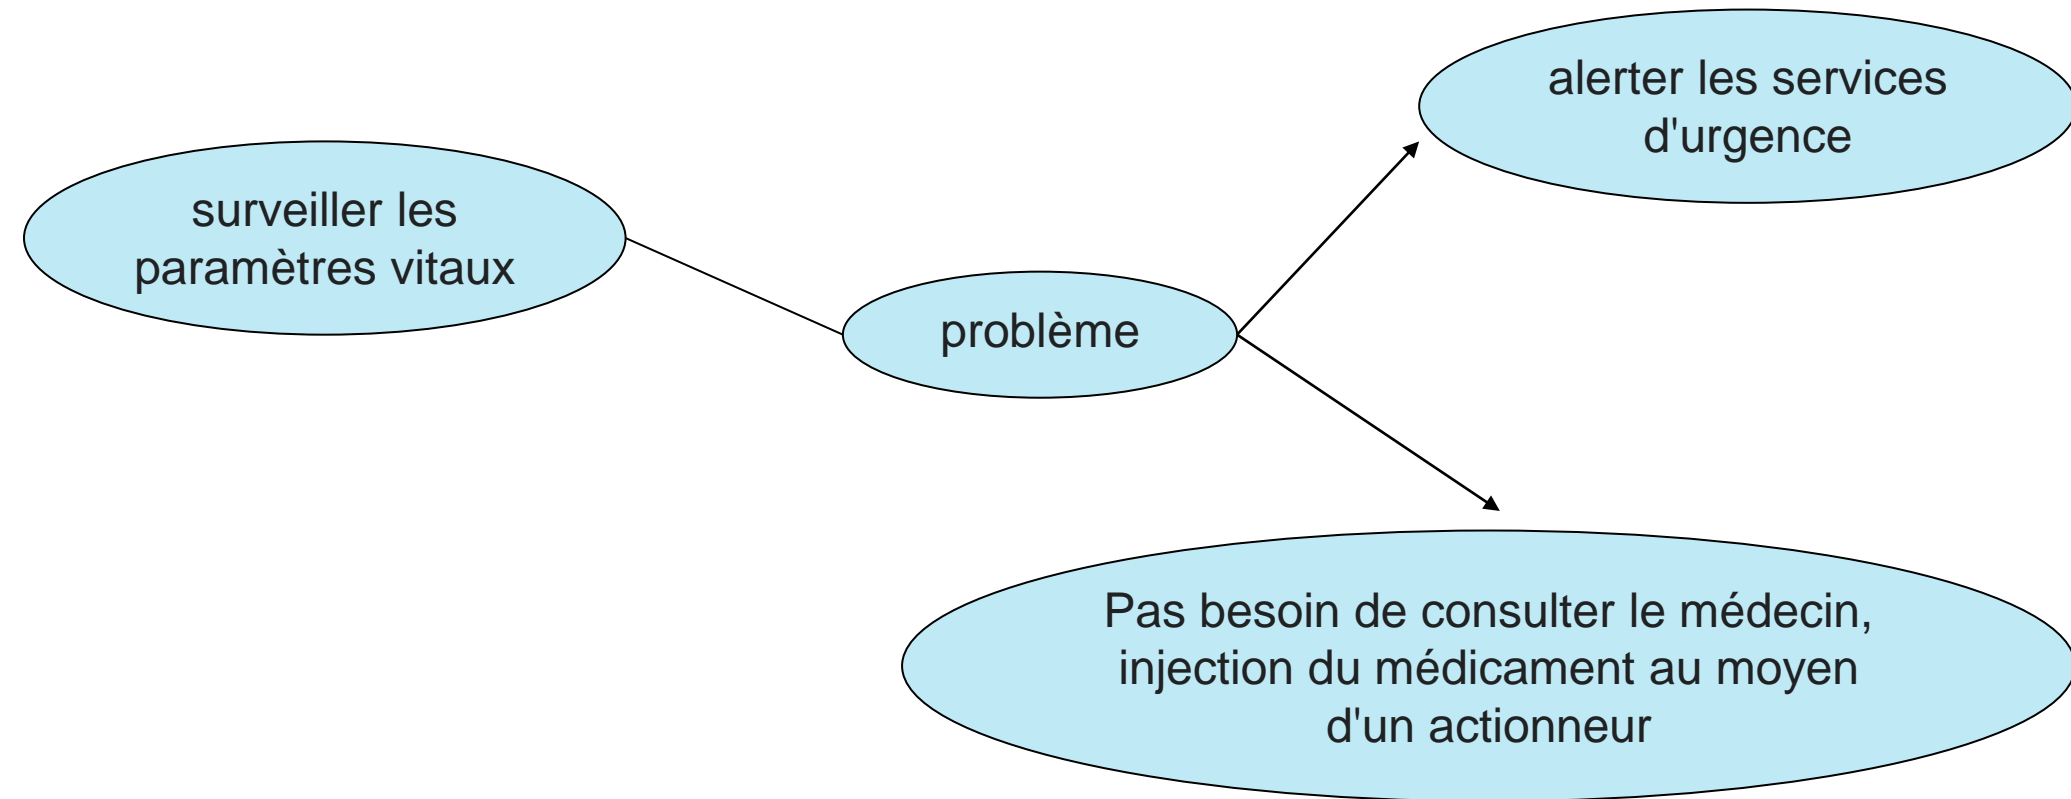 surveiller les
paramètres vitaux
problème
alerter les services
d'urgence
Pas besoin de consulter le médecin,
injection du médicament au moyen
d'un actionneur